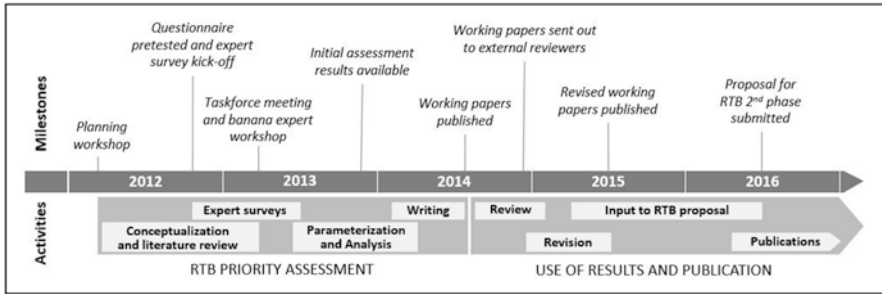 Milestones
Planning
workshop
Questionnaire
pretested and expert
survey kick-off
Taskforce meeting
and banana expert
workshop
Initial assessment
results available
Working papers
published
Working papers sent out
to external reviewers
Revised working
papers published
Proposal for
RTB 2nd phase
submitted
2012
2013
2014
2015
2016
Activities
Expert surveys
Writing
Review
Input to RTB proposal
Conceptualization
and literature review
Parameterization
and Analysis
Revision
Publications
RTB PRIORITY ASSESSMENT
USE OF RESULTS AND PUBLICATION